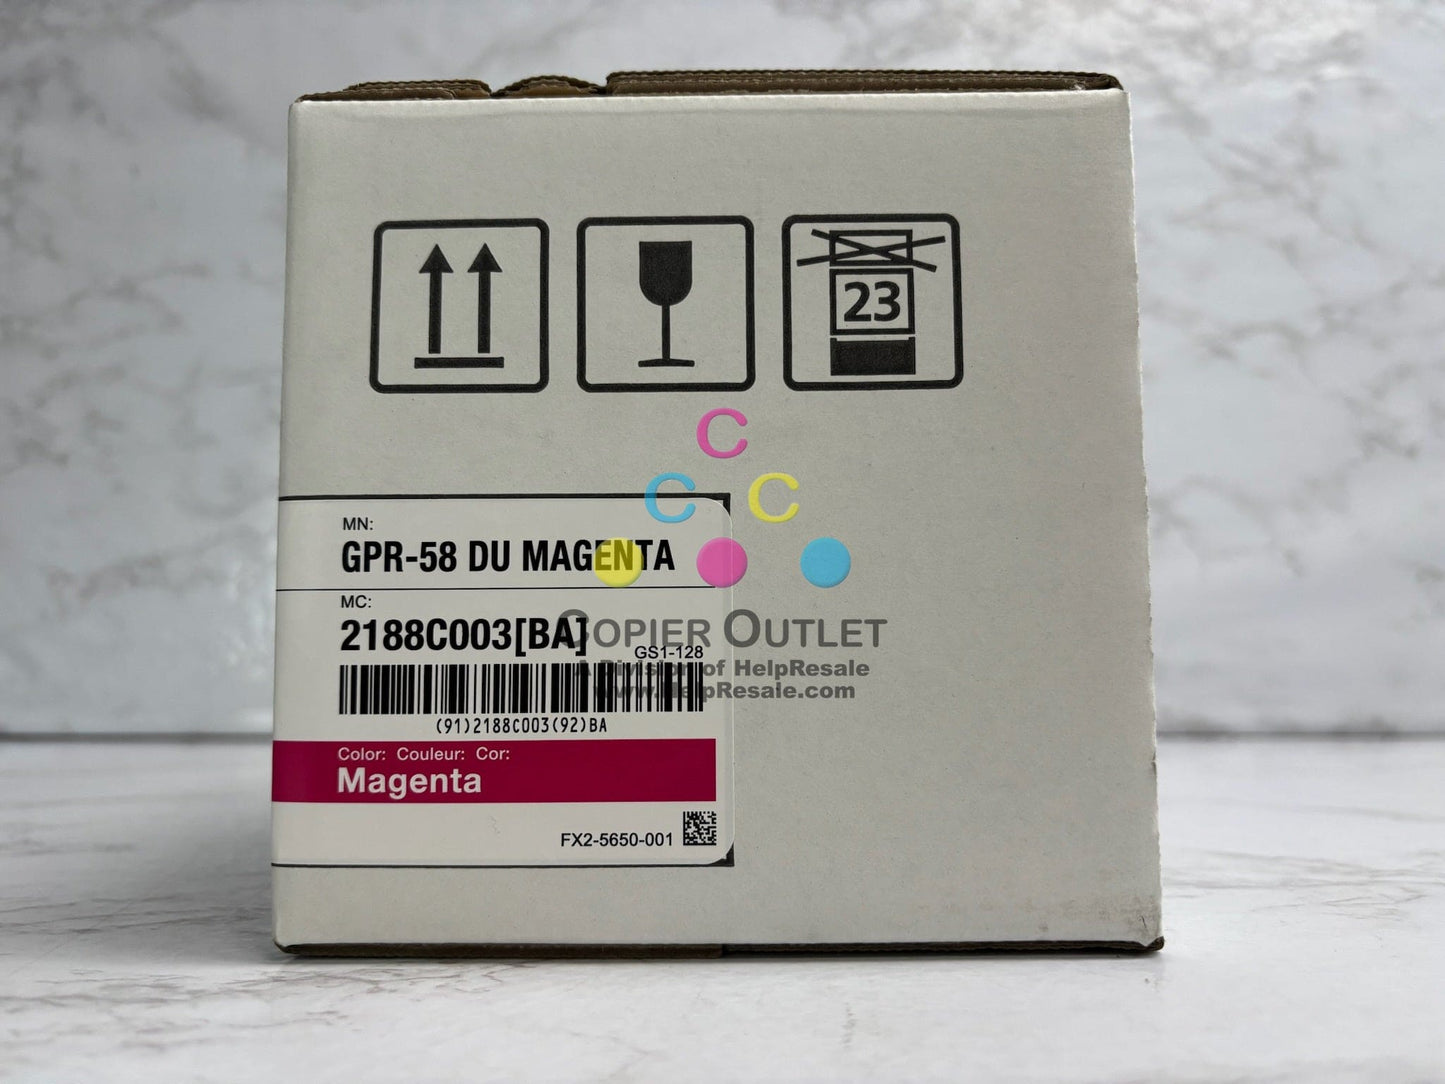 23
C
C C
MN:
GPR-58 DU MAGENTA
MC:
2188C003[BA]
COPIER OUTLET
GS1-128
A Division of HelpResale
www.HelpResale.com
(91)2188C003(92)BA
Color: Couleur: Cor:
Magenta
FX2-5650-001